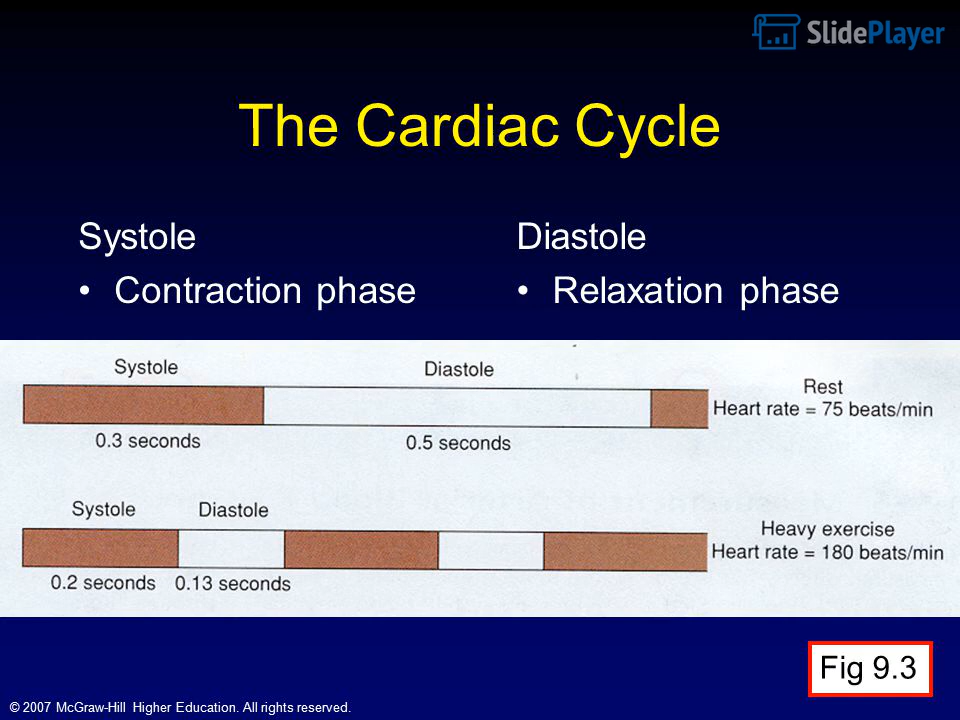 SlidePlayer
The Cardiac Cycle
Systole
• Contraction phase
Diastole
• Relaxation phase
Systole
Diastole
Rest
Heart rate = 75 beats/min
0.3 seconds
0.5 seconds
Systole
Diastole
Heavy exercise
Heart rate = 180 beats/min
0.2 seconds
0.13 seconds
Fig 9.3
© 2007 McGraw-Hill Higher Education. All rights reserved.